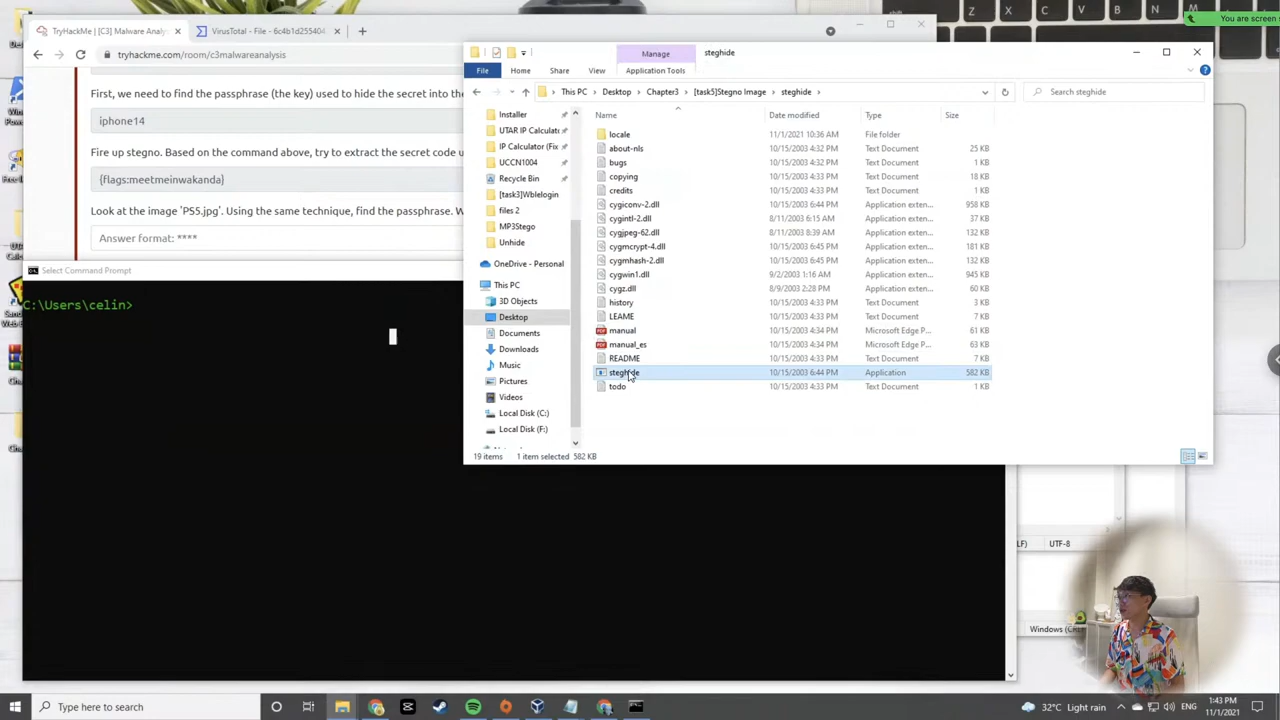 TryHackMe | [C3] Malware Analy
VirusTotal - File - 6c4b1d255404
You are screen s
tryhackme.com/room/c3malwareanalysis
First, we need to find the passphrase (the key) used to hide the secret into the
iphone14
Fire up stegno. Based on the command above, try to extract the secret code u
{flags:meetmeinwakanda}
Look at the image 'PS5.jpg'. Using the same technique, find the passphrase. W
Answer format: ****
Select Command Prompt
C:\Users\celin>
Manage
steghide
File
Home
Share
View
Application Tools
This PC
Desktop
Chapter3
[task5]Stegno Image
steghide
Search steghide
Installer
UTAR IP Calculato
IP Calculator (Fix
UCCN1004
Recycle Bin
[task3]Wblelogin
files 2
MP3Stego
Unhide
OneDrive - Personal
This PC
3D Objects
Desktop
Documents
Downloads
Music
Pictures
Videos
Local Disk (C:)
Local Disk (F:)
Name
Date modified
Type
Size
locale 11/1/2021 10:36 AM File folder
about-nls 10/15/2003 4:32 PM Text Document 25 KB
bugs 10/15/2003 4:32 PM Text Document 1 KB
copying 10/15/2003 4:32 PM Text Document 18 KB
credits 10/15/2003 4:32 PM Text Document 1 KB
cygiconv-2.dll 10/15/2003 6:44 PM Application exten... 958 KB
cygintl-2.dll 8/11/2003 6:15 AM Application exten... 37 KB
cygjpeg-62.dll 8/11/2003 8:39 AM Application exten... 132 KB
cygmcrypt-4.dll 10/15/2003 6:45 PM Application exten... 181 KB
cygmhash-2.dll 10/15/2003 6:45 PM Application exten... 132 KB
cygwin1.dll 9/2/2003 1:16 AM Application exten... 945 KB
cygz.dll 8/9/2003 2:28 PM Application exten... 60 KB
history 10/15/2003 4:33 PM Text Document 3 KB
LEAME 10/15/2003 4:33 PM Text Document 7 KB
manual 10/15/2003 4:34 PM Microsoft Edge P... 61 KB
manual_es 10/15/2003 4:34 PM Microsoft Edge P... 63 KB
README 10/15/2003 4:33 PM Text Document 7 KB
steghide 10/15/2003 6:44 PM Application 582 KB
todo 10/15/2003 4:33 PM Text Document 1 KB
19 items
1 item selected 582 KB
LF)
UTF-8
Windows (CRL
Type here to search
32°C Light rain
1:43 PM
11/1/2021